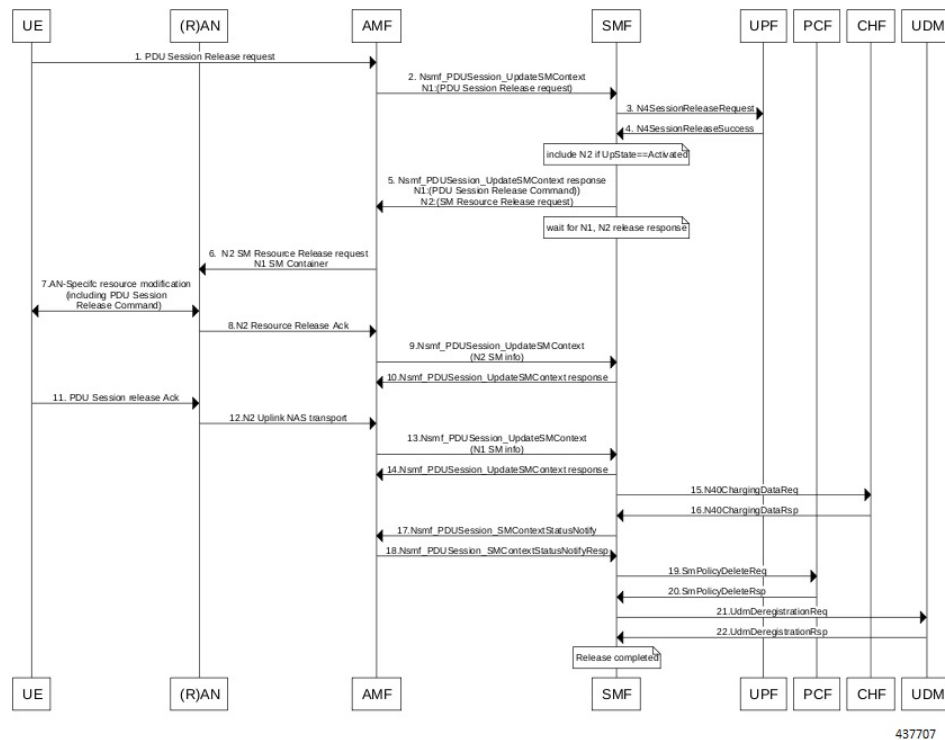 UE
(R)AN
AMF
SMF
UPF
PCF
CHF
UDM
1. PDU Session Release request
2. Nsmf_PDUSession_UpdateSMContext
N1:(PDU Session Release request)
3. N4SessionReleaseRequest
4. N4SessionReleaseSuccess
include N2 if UpState==Activated
5. Nsmf_PDUSession_UpdateSMContext response
N1:(PDU Session Release Command))
N2:(SM Resource Release request)
wait for N1, N2 release response
6. N2 SM Resource Release request
N1 SM Container
7.AN-Specifc resource modification
(including PDU Session
Release Command)
8.N2 Resource Release Ack
9.Nsmf_PDUSession_UpdateSMContext
(N2 SM info)
10.Nsmf_PDUSession_UpdateSMContext response
11. PDU Session release Ack
12.N2 Uplink NAS transport
13.Nsmf_PDUSession_UpdateSMContext
(N1 SM info)
14.Nsmf_PDUSession_UpdateSMContext response
15.N40ChargingDataReq
16.N40ChargingDataRsp
17.Nsmf_PDUSession_SMContextStatusNotify
18.Nsmf_PDUSession_SMContextStatusNotifyResp
19.SmPolicyDeleteReq
20.SmPolicyDeleteRsp
21.UdmDeregistrationReq
22.UdmDeregistrationRsp
Release completed
UE
(R)AN
AMF
SMF
UPF
PCF
CHF
UDM
437707